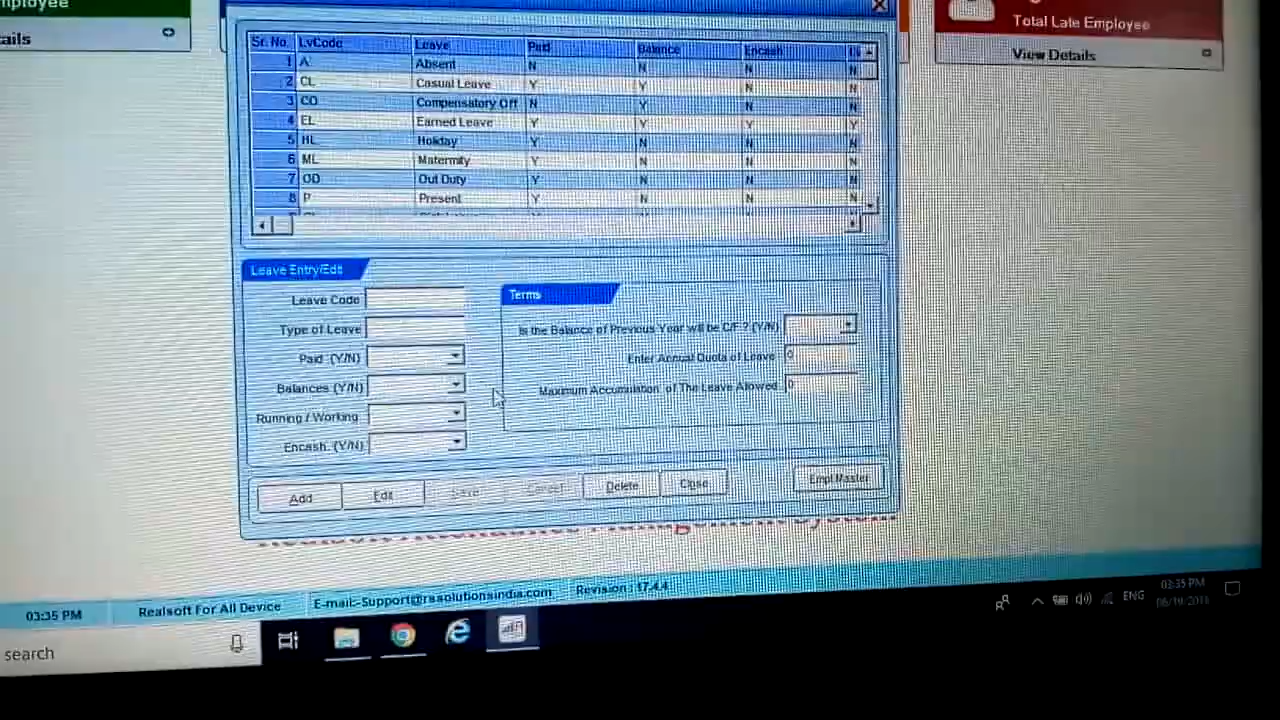 mployee
ails
Total Late Employee
View Details
Sr. No. LvCode Leave Paid Balance Encash
1 A Absent N N N N
2 CL Casual Leave Y Y N N
3 CO Compensatory Off N Y N N
4 EL Earned Leave Y Y Y Y
5 HL Holiday Y N N N
6 ML Maternity Y N N N
7 OD Out Duty Y N N N
8 P Present Y N N N
Leave Entry/Edit
Leave Code
Type of Leave
Paid (Y/N)
Balances (Y/N)
Running / Working
Encash. (Y/N)
Terms
Is the Balance of Previous Year will be C/F ? (Y/N)
Enter Annual Quota of Leave 0
Maximum Accumulation of The Leave Allowed 0
Add Edit Save Cancel Delete Close Empl Master
03:35 PM Realsoft For All Device E-mail:-Support@rssolutionsindia.com Revision : 17.4.4
search
ENG
03:35 PM